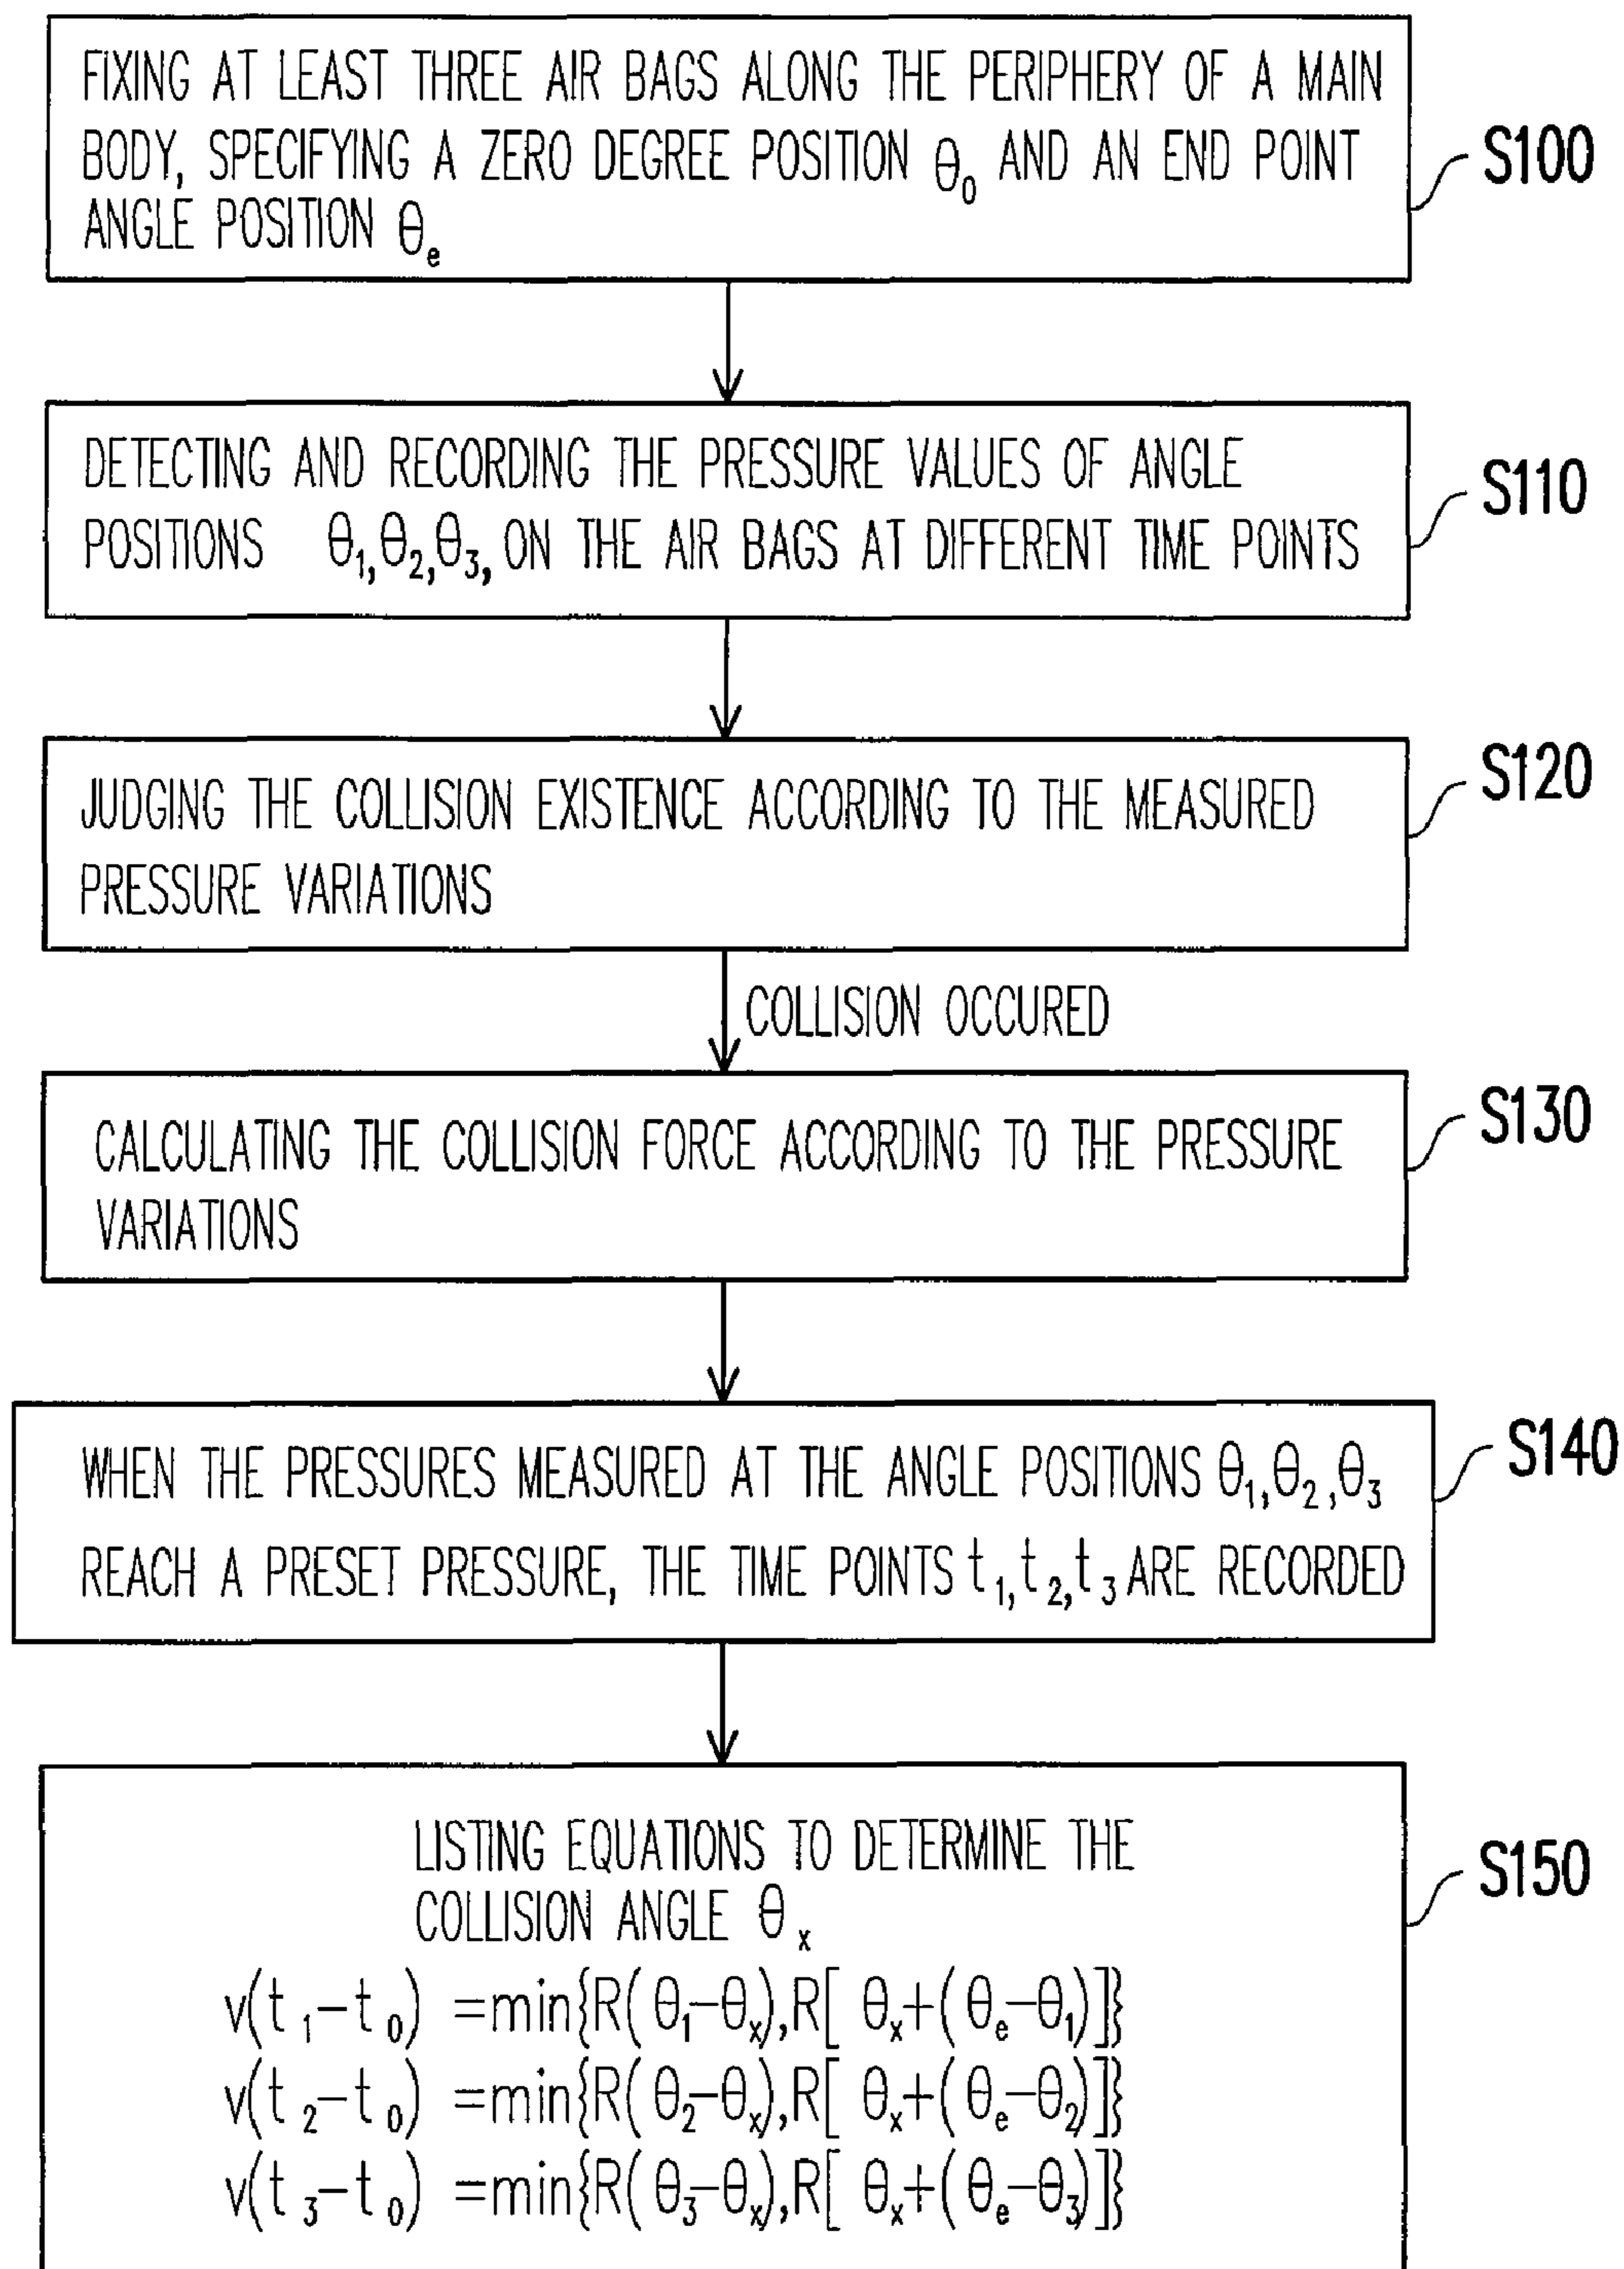 FIXING AT LEAST THREE AIR BAGS ALONG THE PERIPHERY OF A MAIN
BODY, SPECIFYING A ZERO DEGREE POSITION θ₀ AND AN END POINT
ANGLE POSITION θₑ
S100
DETECTING AND RECORDING THE PRESSURE VALUES OF ANGLE
POSITIONS θ₁,θ₂,θ₃, ON THE AIR BAGS AT DIFFERENT TIME POINTS
S110
JUDGING THE COLLISION EXISTENCE ACCORDING TO THE MEASURED
PRESSURE VARIATIONS
S120
COLLISION OCCURED
CALCULATING THE COLLISION FORCE ACCORDING TO THE PRESSURE
VARIATIONS
S130
WHEN THE PRESSURES MEASURED AT THE ANGLE POSITIONS θ₁,θ₂,θ₃
REACH A PRESET PRESSURE, THE TIME POINTS t₁,t₂,t₃ ARE RECORDED
S140
LISTING EQUATIONS TO DETERMINE THE
COLLISION ANGLE θₓ
v(t₁-t₀) =min{R(θ₁-θₓ),R[ θₓ+(θₑ-θ₁)]}
v(t₂-t₀) =min{R(θ₂-θₓ),R[ θₓ+(θₑ-θ₂)]}
v(t₃-t₀) =min{R(θ₃-θₓ),R[ θₓ+(θₑ-θ₃)]}
S150